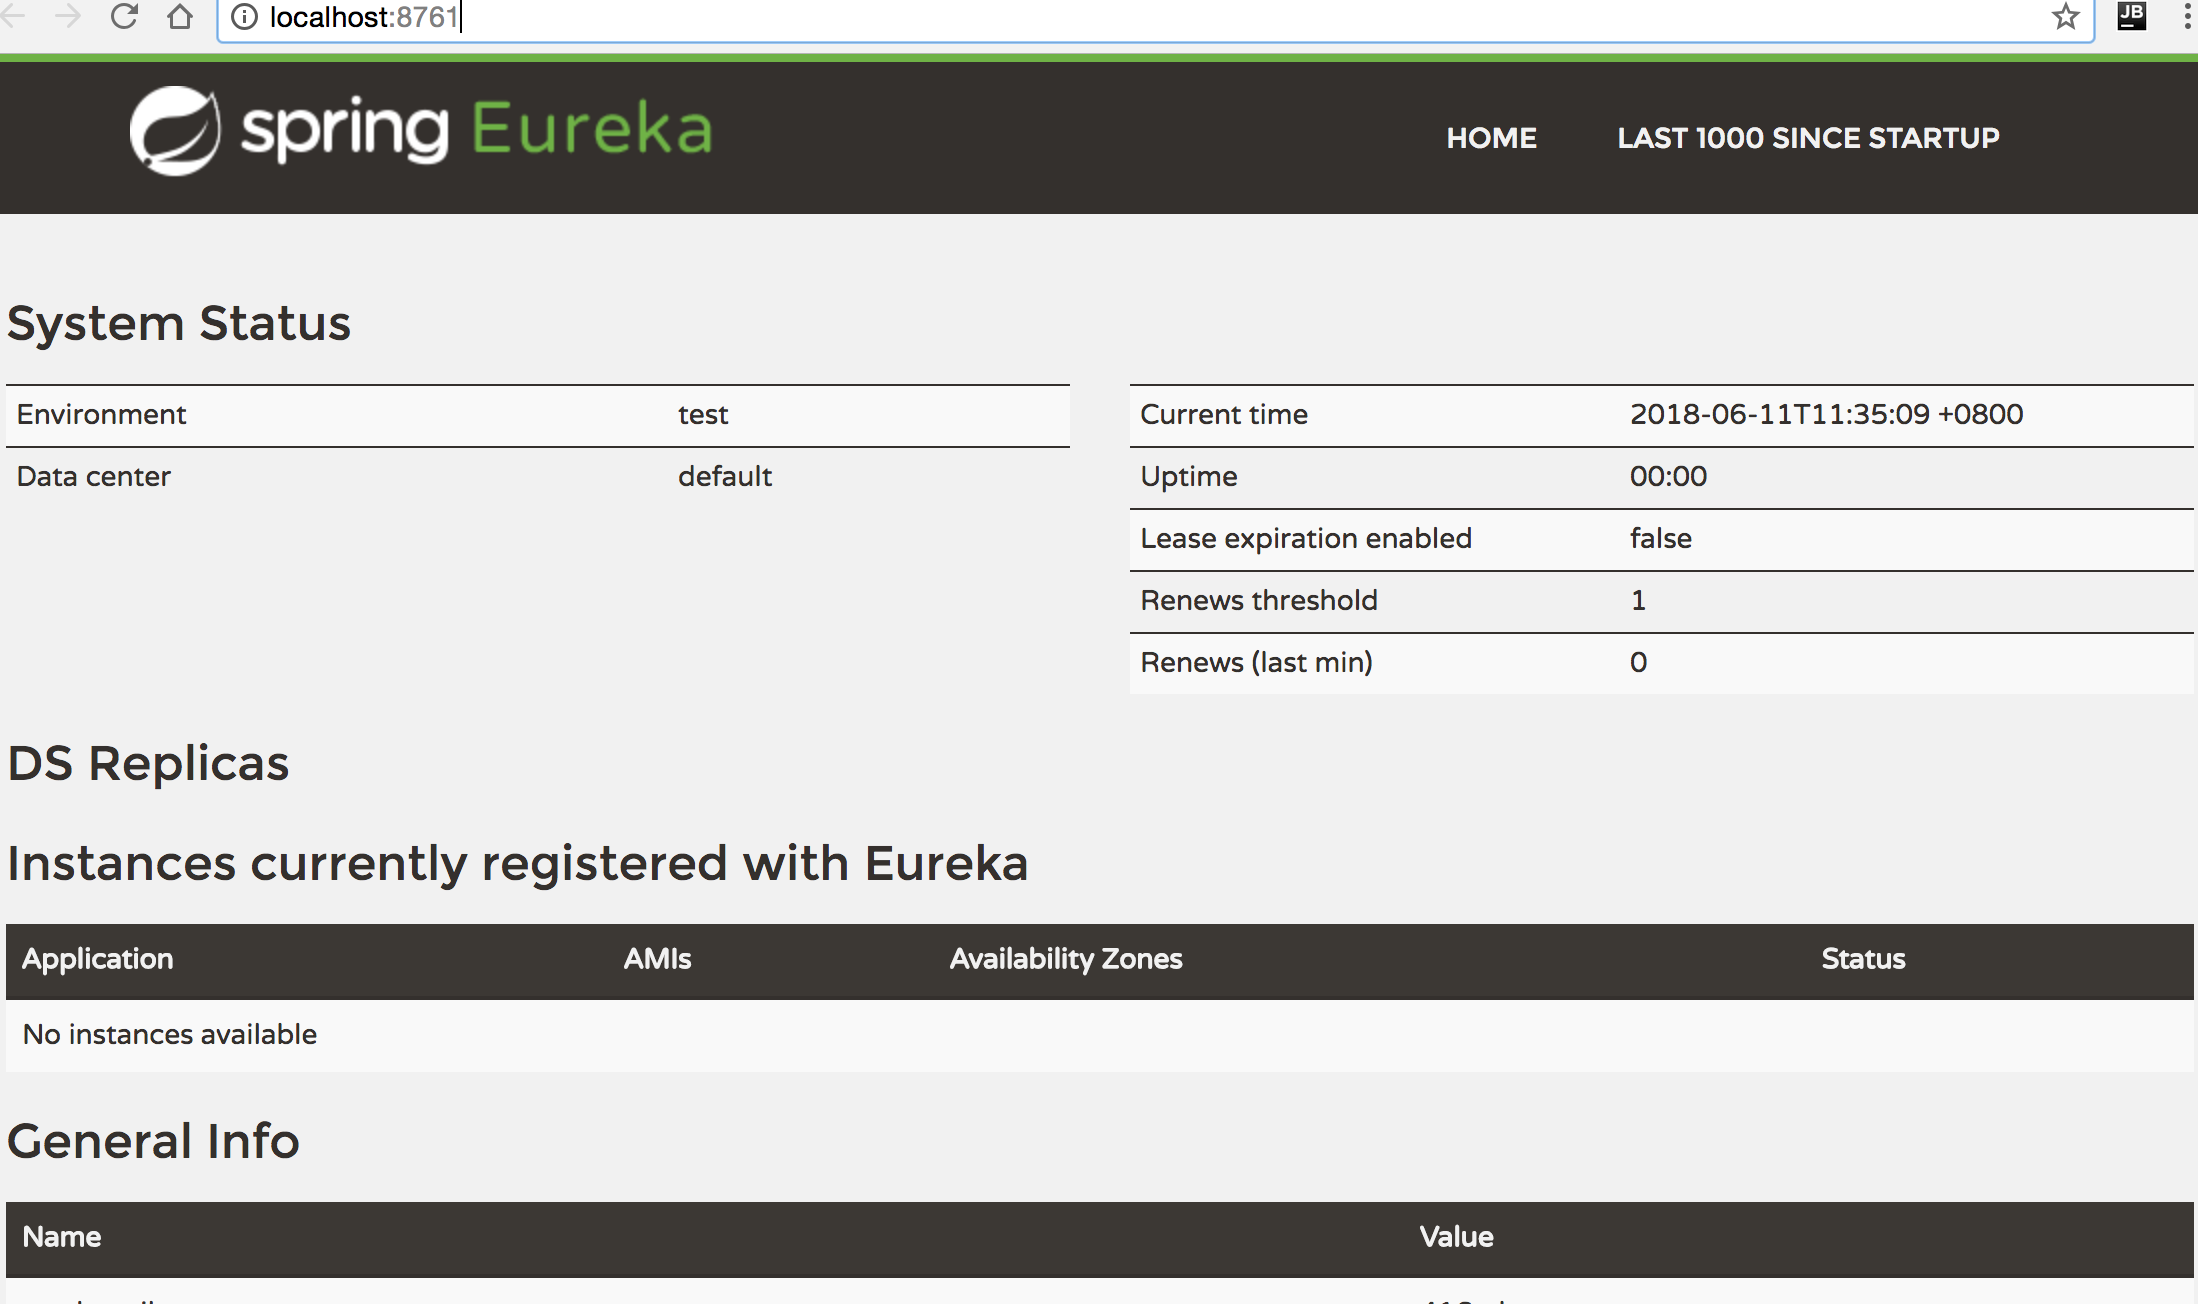 localhost:8761
JB
spring Eureka
HOME LAST 1000 SINCE STARTUP
System Status
Environment test
Data center default
Current time 2018-06-11T11:35:09 +0800
Uptime 00:00
Lease expiration enabled false
Renews threshold 1
Renews (last min) 0
DS Replicas
Instances currently registered with Eureka
Application AMIs Availability Zones Status
No instances available
General Info
Name Value